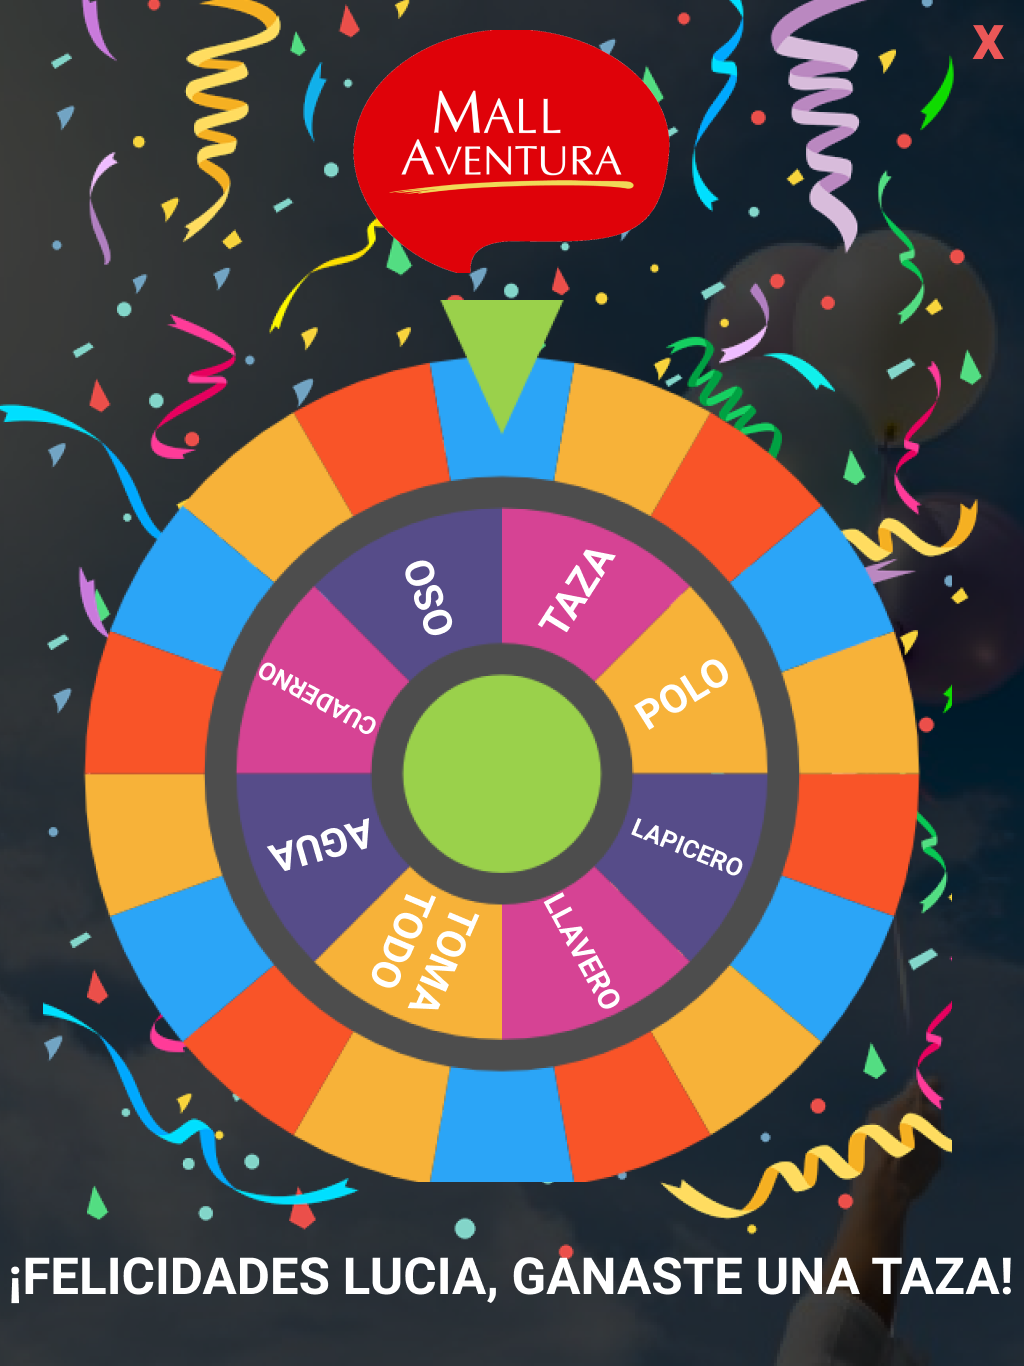 X
MALL
AVENTURA
OSO
TAZA
CUADERNO
POLO
AGUA
LAPICERO
TOMA
TODO
LLAVERO
¡FELICIDADES LUCIA, GANASTE UNA TAZA!